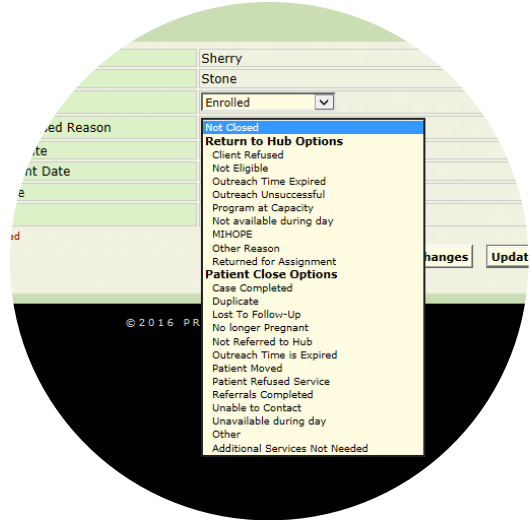 Sherry
Stone
Enrolled
Reason
Not Closed
Return to Hub Options
Client Refused
nt Date
Not Eligible
Outreach Time Expired
Outreach Unsuccessful
Program at Capacity
Not available during day
MIHOPE
Other Reason
Returned for Assignment
hanges Updat
Patient Close Options
Case Completed
Duplicate
Lost To Follow-Up
©2016 PR
No longer Pregnant
Not Referred to Hub
Outreach Time is Expired
Patient Moved
Patient Refused Service
Referrals Completed
Unable to Contact
Unavailable during day
Other
Additional Services Not Needed